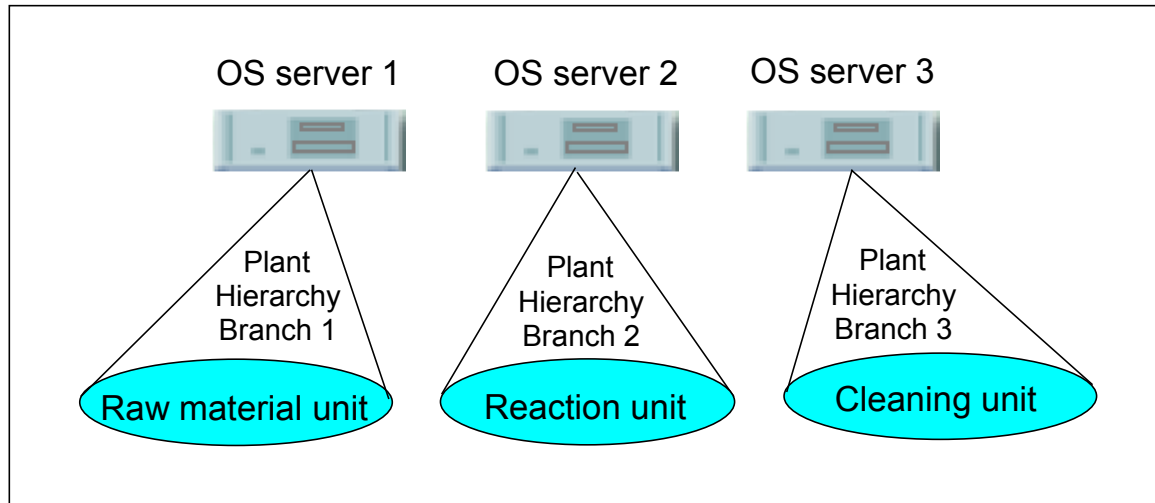 OS server 1
OS server 2
OS server 3
Plant
Hierarchy
Branch 1
Plant
Hierarchy
Branch 2
Plant
Hierarchy
Branch 3
Raw material unit
Reaction unit
Cleaning unit